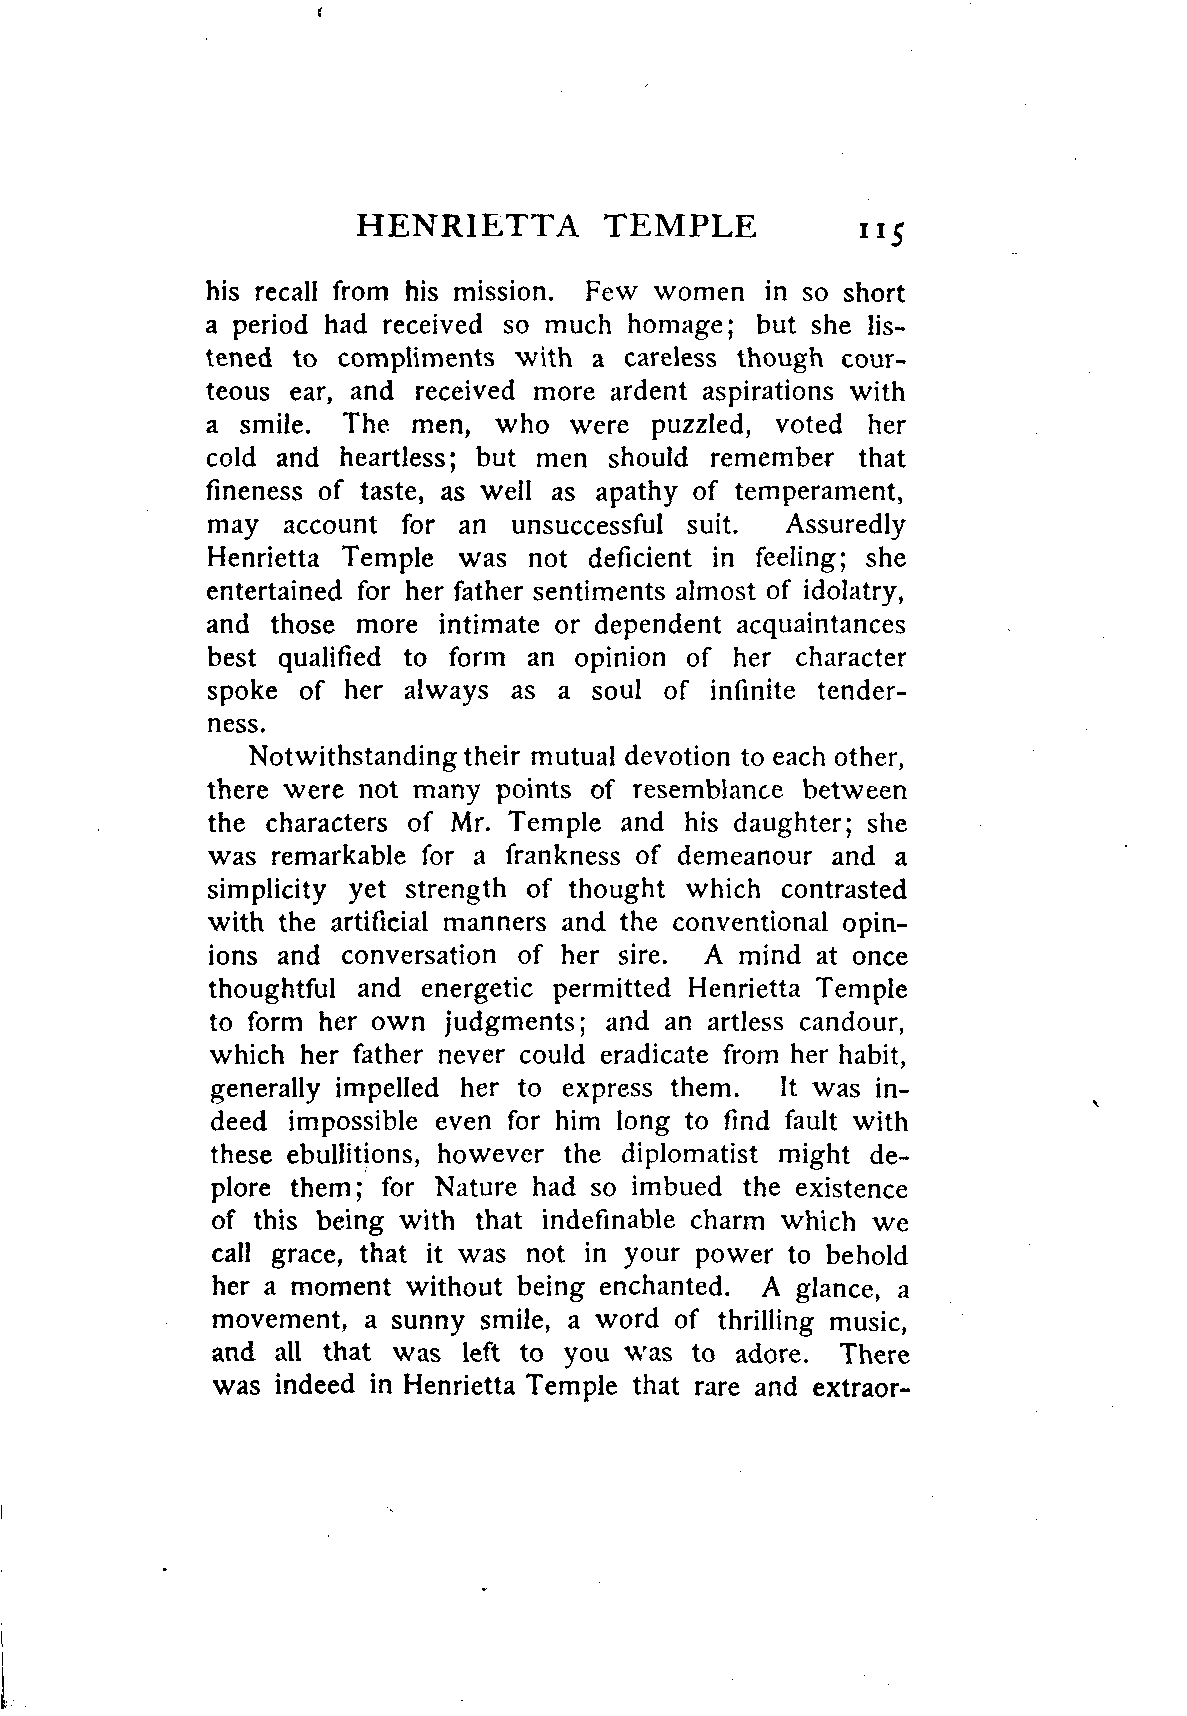 HENRIETTA TEMPLE 115
his recall from his mission. Few women in so short
a period had received so much homage; but she lis-
tened to compliments with a careless though cour-
teous ear, and received more ardent aspirations with
a smile. The men, who were puzzled, voted her
cold and heartless; but men should remember that
fineness of taste, as well as apathy of temperament,
may account for an unsuccessful suit. Assuredly
Henrietta Temple was not deficient in feeling; she
entertained for her father sentiments almost of idolatry,
and those more intimate or dependent acquaintances
best qualified to form an opinion of her character
spoke of her always as a soul of infinite tender-
ness.
Notwithstanding their mutual devotion to each other,
there were not many points of resemblance between
the characters of Mr. Temple and his daughter; she
was remarkable for a frankness of demeanour and a
simplicity yet strength of thought which contrasted
with the artificial manners and the conventional opin-
ions and conversation of her sire. A mind at once
thoughtful and energetic permitted Henrietta Temple
to form her own judgments; and an artless candour,
which her father never could eradicate from her habit,
generally impelled her to express them. It was in-
deed impossible even for him long to find fault with
these ebullitions, however the diplomatist might de-
plore them; for Nature had so imbued the existence
of this being with that indefinable charm which we
call grace, that it was not in your power to behold
her a moment without being enchanted. A glance, a
movement, a sunny smile, a word of thrilling music,
and all that was left to you was to adore. There
was indeed in Henrietta Temple that rare and extraor-